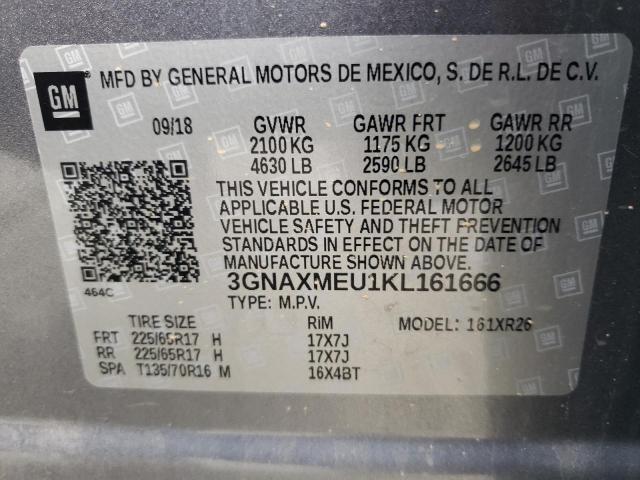 GM MFD BY GENERAL MOTORS DE MEXICO, S. DE R.L. DE C.V.
09/18 GVWR GAWR FRT GAWR RR
2100 KG 1175 KG 1200 KG
4630 LB 2590 LB 2645 LB
THIS VEHICLE CONFORMS TO ALL
APPLICABLE U.S. FEDERAL MOTOR
VEHICLE SAFETY AND THEFT PREVENTION
STANDARDS IN EFFECT ON THE DATE OF
MANUFACTURE SHOWN ABOVE.
464C 3GNAXMEU1KL161666
TYPE: M.P.V.
TIRE SIZE RiM MODEL: 161XR26
FRT 225/65R17 H 17X7J
RR 225/65R17 H 17X7J
SPA T135/70R16 M 16X4BT